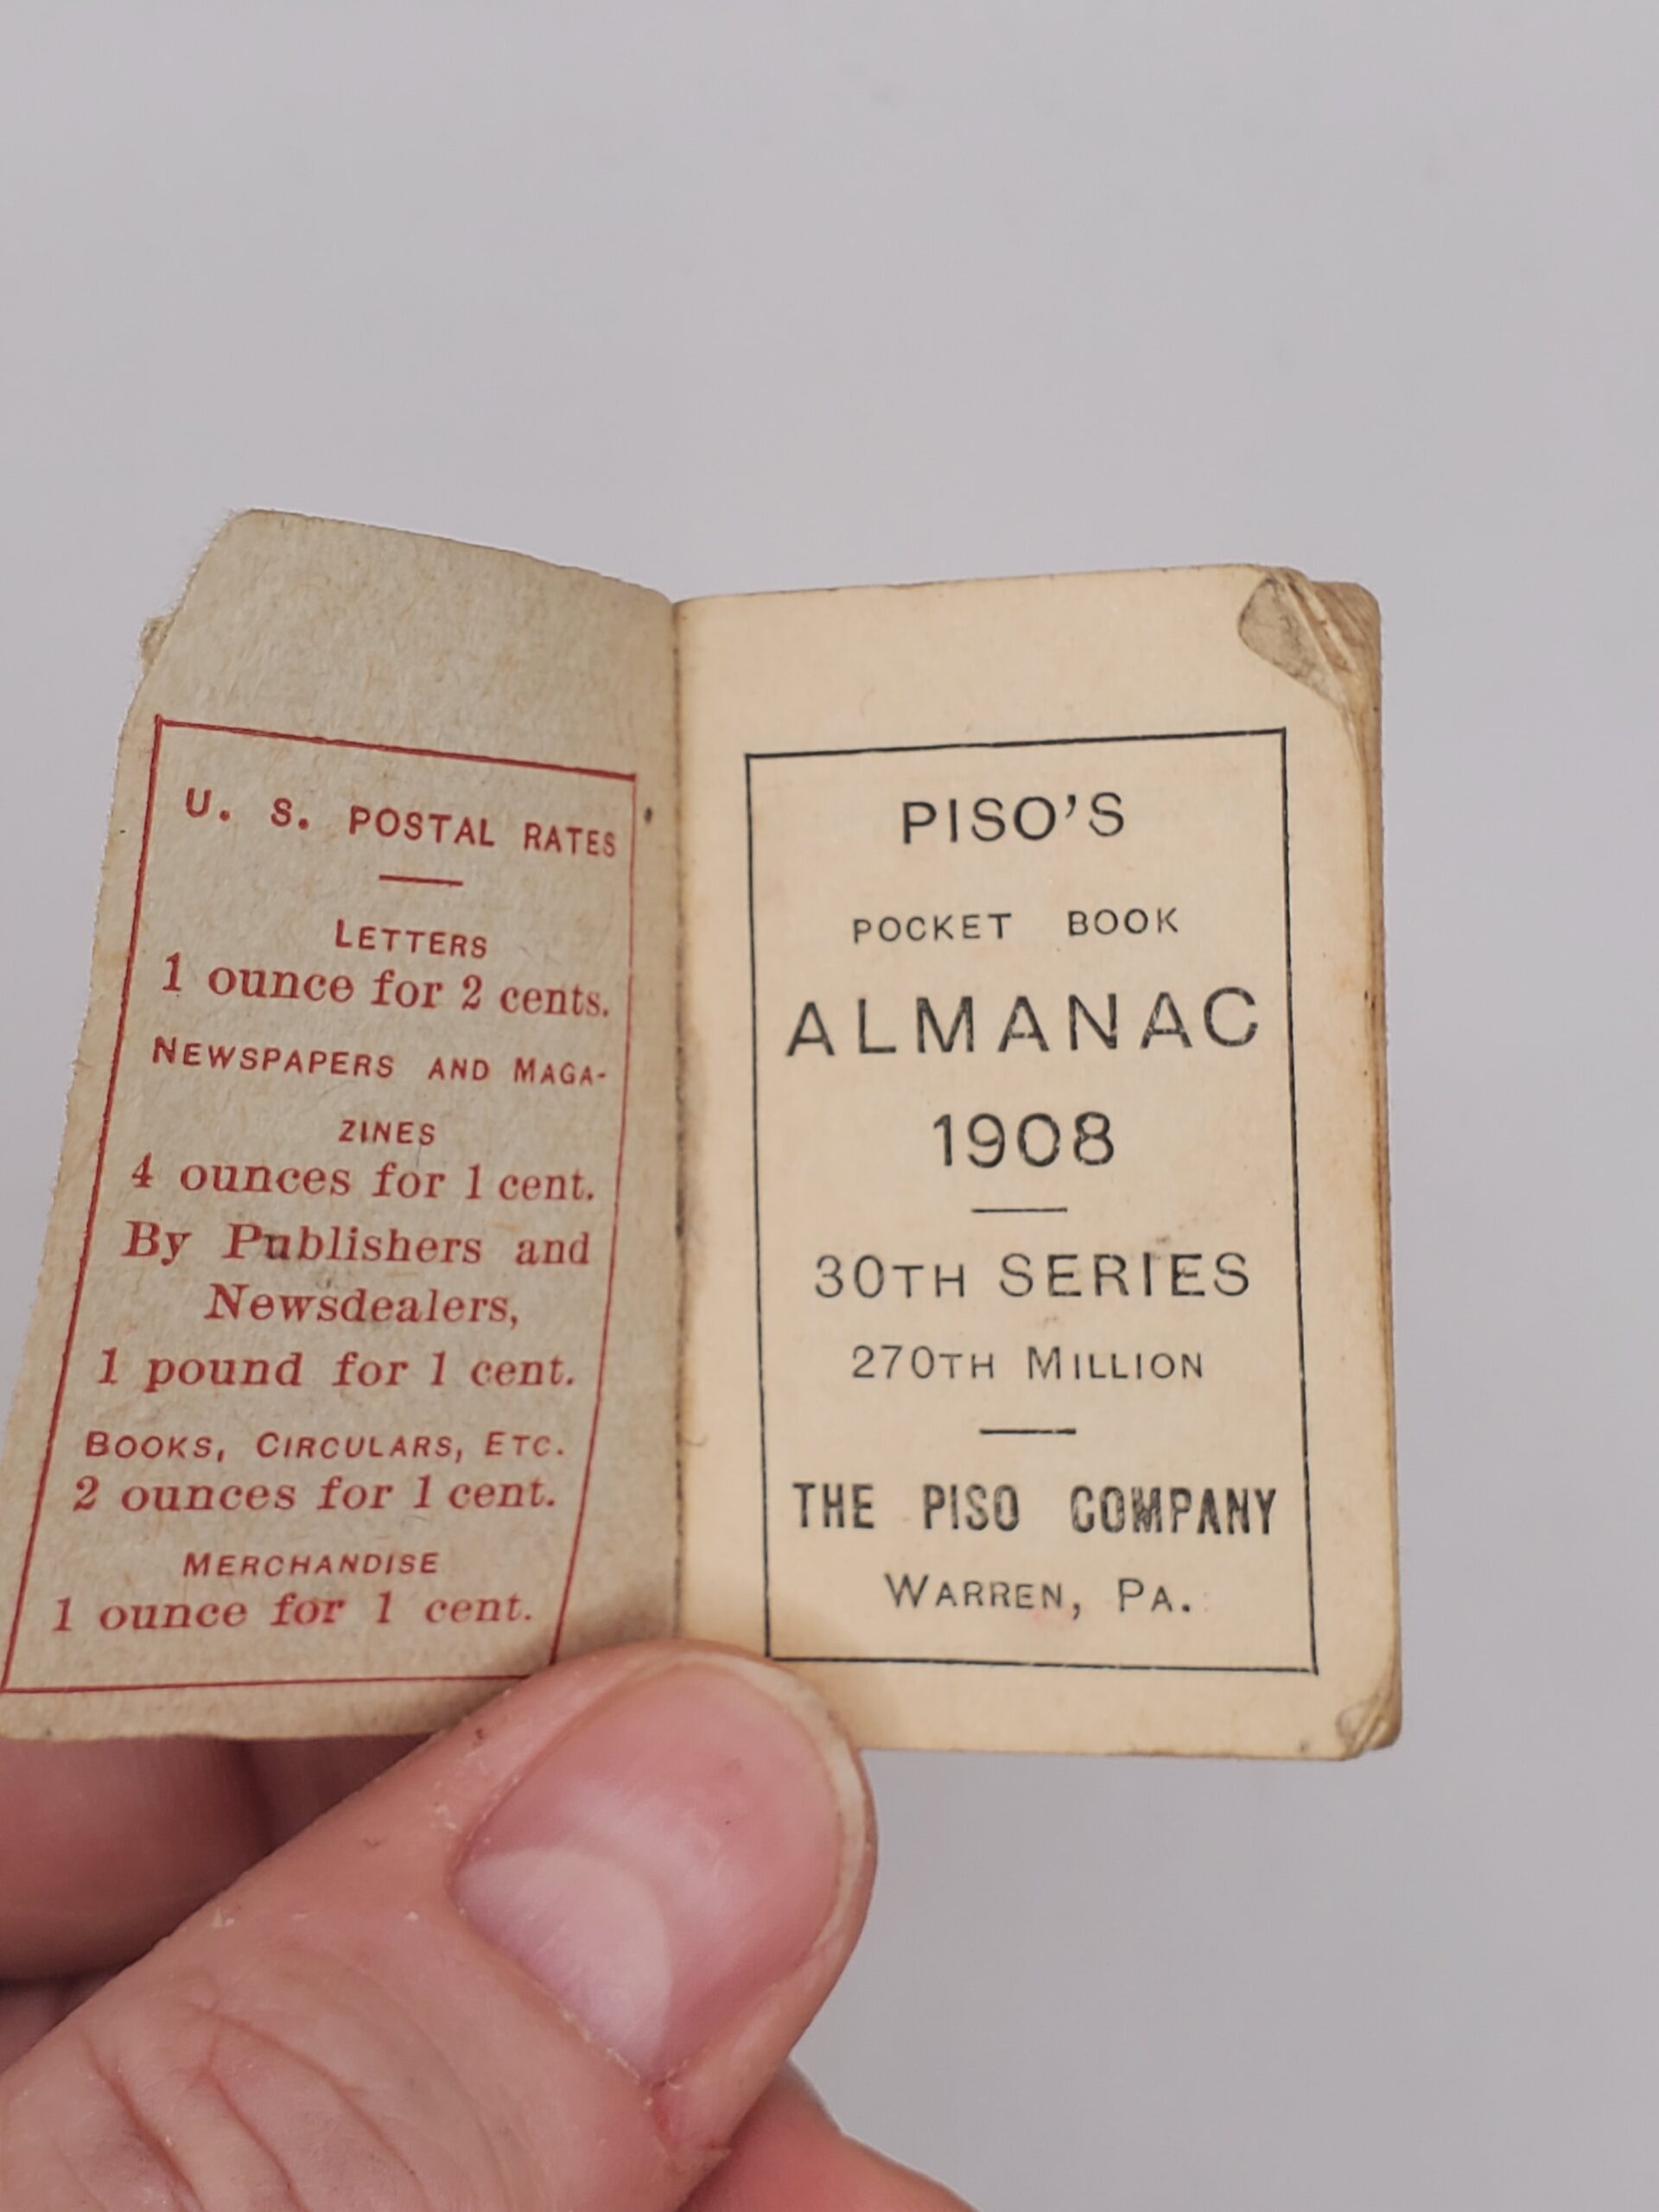 U. S. POSTAL RATES
LETTERS
1 ounce for 2 cents.
NEWSPAPERS AND MAGA-
ZINES
4 ounces for 1 cent.
By Publishers and
Newsdealers,
1 pound for 1 cent.
BOOKS, CIRCULARS, ETC.
2 ounces for 1 cent.
MERCHANDISE
1 ounce for 1 cent.
PISO'S
POCKET BOOK
ALMANAC
1908
30TH SERIES
270TH MILLION
THE PISO COMPANY
WARREN, PA.